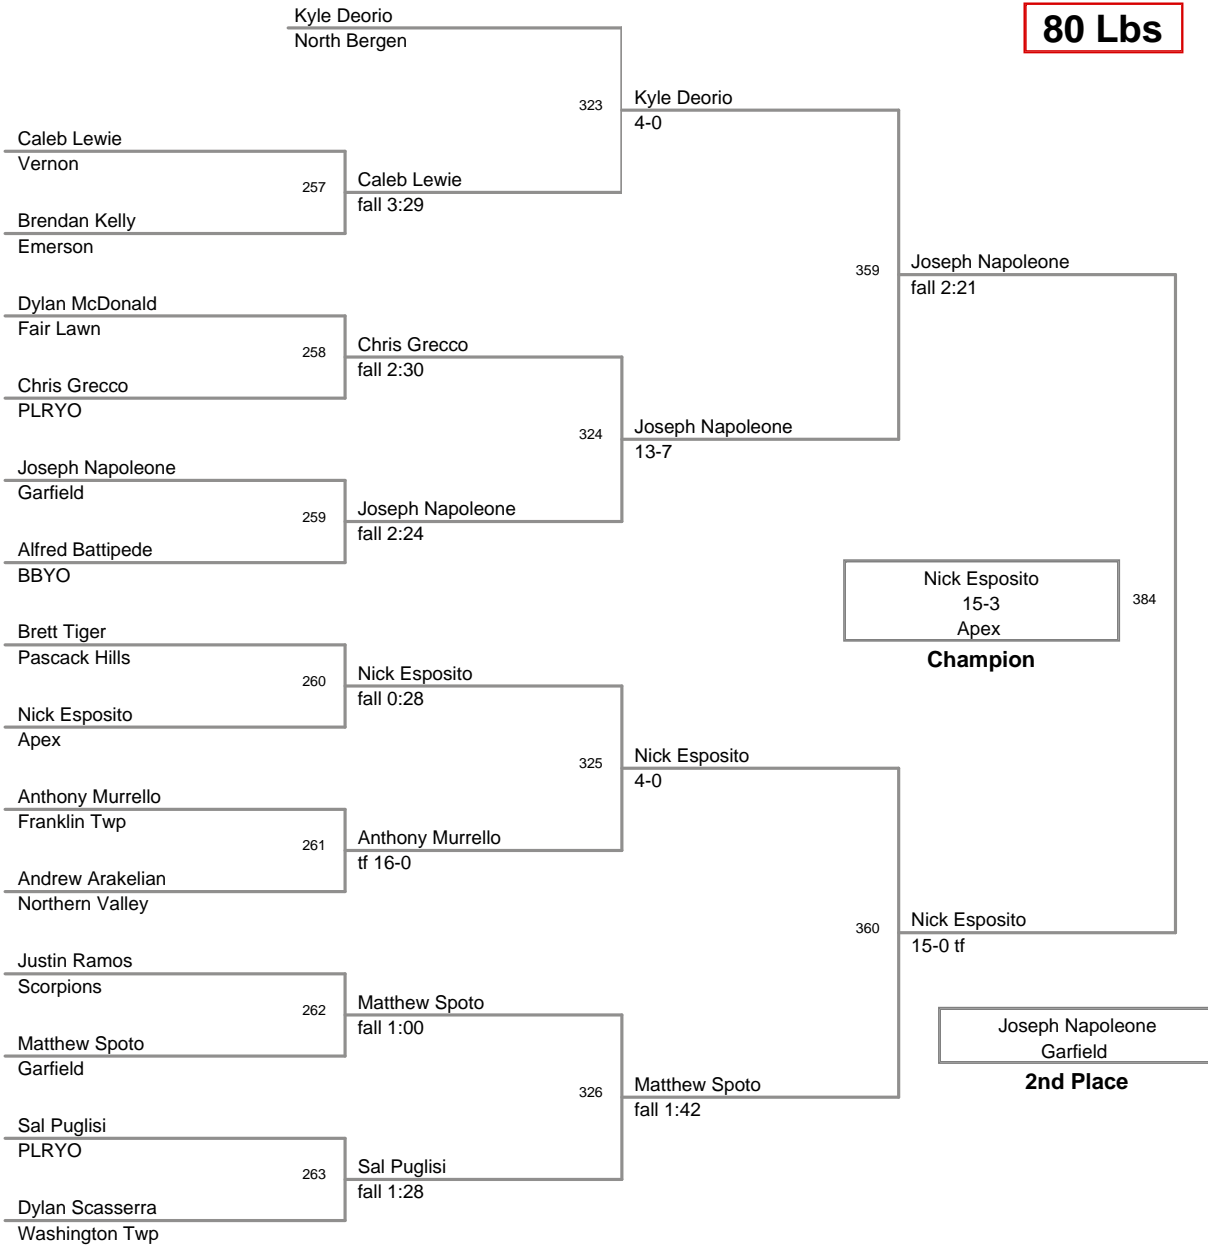 Kyle Deorio
North Bergen
80 Lbs
323
Kyle Deorio
4-0
Caleb Lewie
Vernon
257
Caleb Lewie
fall 3:29
Brendan Kelly
Emerson
359
Joseph Napoleone
fall 2:21
Dylan McDonald
Fair Lawn
258
Chris Grecco
fall 2:30
Chris Grecco
PLRYO
324
Joseph Napoleone
13-7
Joseph Napoleone
Garfield
259
Joseph Napoleone
fall 2:24
Alfred Battipede
BBYO
Nick Esposito
15-3
Apex
384
Champion
Brett Tiger
Pascack Hills
260
Nick Esposito
fall 0:28
Nick Esposito
Apex
325
Nick Esposito
4-0
Anthony Murrello
Franklin Twp
261
Anthony Murrello
tf 16-0
Andrew Arakelian
Northern Valley
360
Nick Esposito
15-0 tf
Justin Ramos
Scorpions
262
Matthew Spoto
fall 1:00
Matthew Spoto
Garfield
Joseph Napoleone
Garfield
2nd Place
326
Matthew Spoto
fall 1:42
Sal Puglisi
PLRYO
263
Sal Puglisi
fall 1:28
Dylan Scasserra
Washington Twp